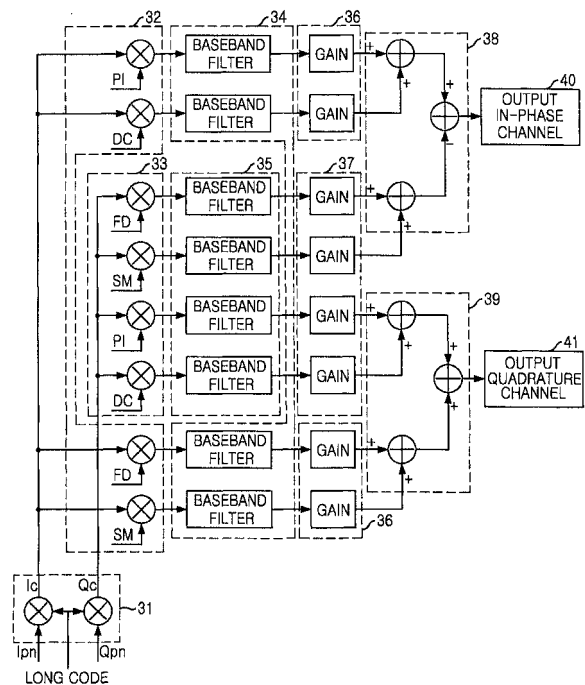 32
34
36
38
BASEBAND
FILTER
GAIN
+
+
PI
+
40
OUTPUT
IN-PHASE
CHANNEL
BASEBAND
FILTER
GAIN
+
DC
33
35
37
−
BASEBAND
FILTER
GAIN
+
FD
BASEBAND
FILTER
GAIN
+
SM
39
BASEBAND
FILTER
GAIN
+
+
PI
41
OUTPUT
QUADRATURE
CHANNEL
BASEBAND
FILTER
GAIN
+
DC
+
BASEBAND
FILTER
GAIN
+
FD
BASEBAND
FILTER
GAIN
+
SM
36
Ic
Qc
31
Ipn
Qpn
LONG CODE